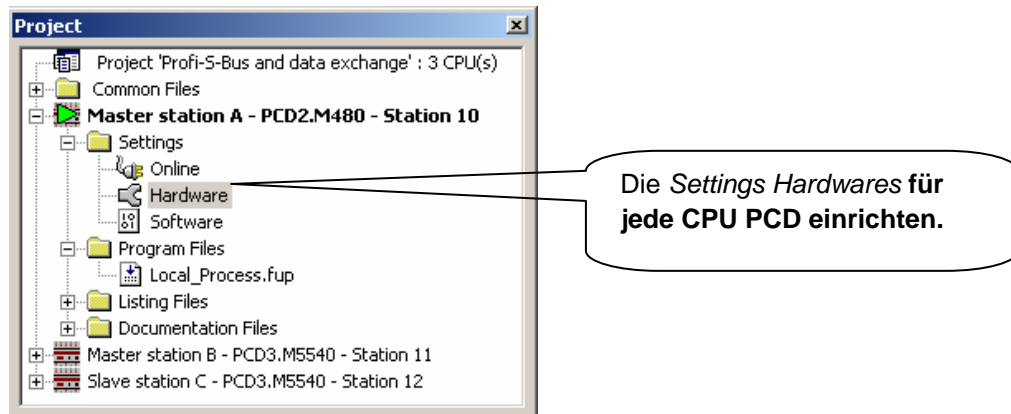 Project
Project 'Profi-S-Bus and data exchange' : 3 CPU(s)
Common Files
Master station A - PCD2.M480 - Station 10
Settings
Online
Hardware
Software
Program Files
Local_Process.fup
Listing Files
Documentation Files
Master station B - PCD3.M5540 - Station 11
Slave station C - PCD3.M5540 - Station 12
Die Settings Hardwares für
jede CPU PCD einrichten.